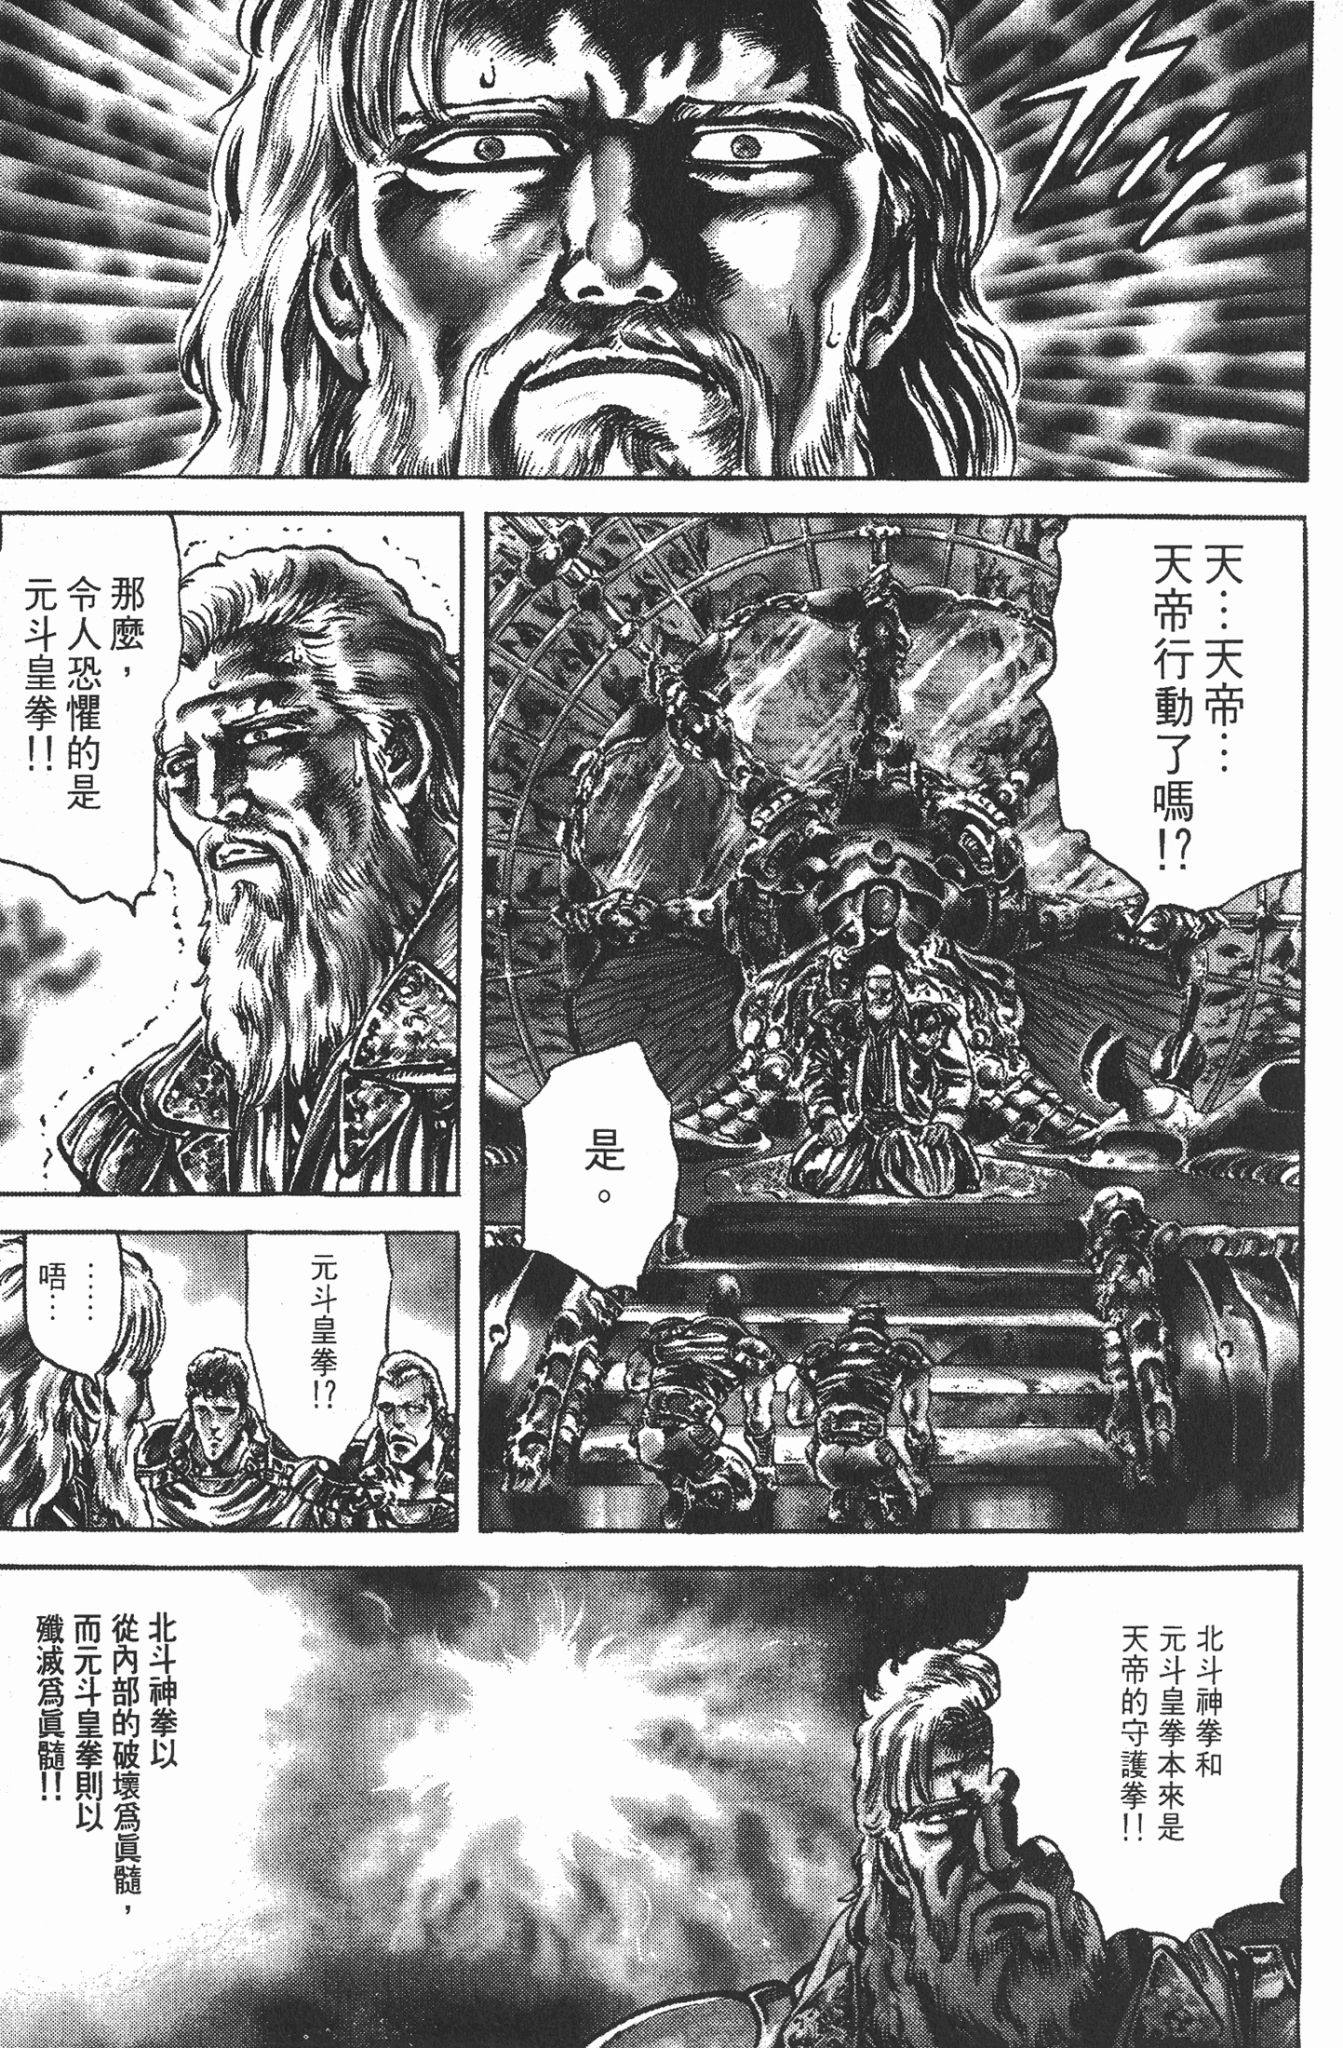 ガガッ
天…天帝…
天帝行動了嗎!?
是。
那麼，
令人恐懼的是
元斗皇拳!!
元斗皇拳!?
……
唔…
北斗神拳和
元斗皇拳本來是
天帝的守護拳!!
北斗神拳以
從內部的破壞爲眞髓，
而元斗皇拳則以
殲滅爲眞髓!!